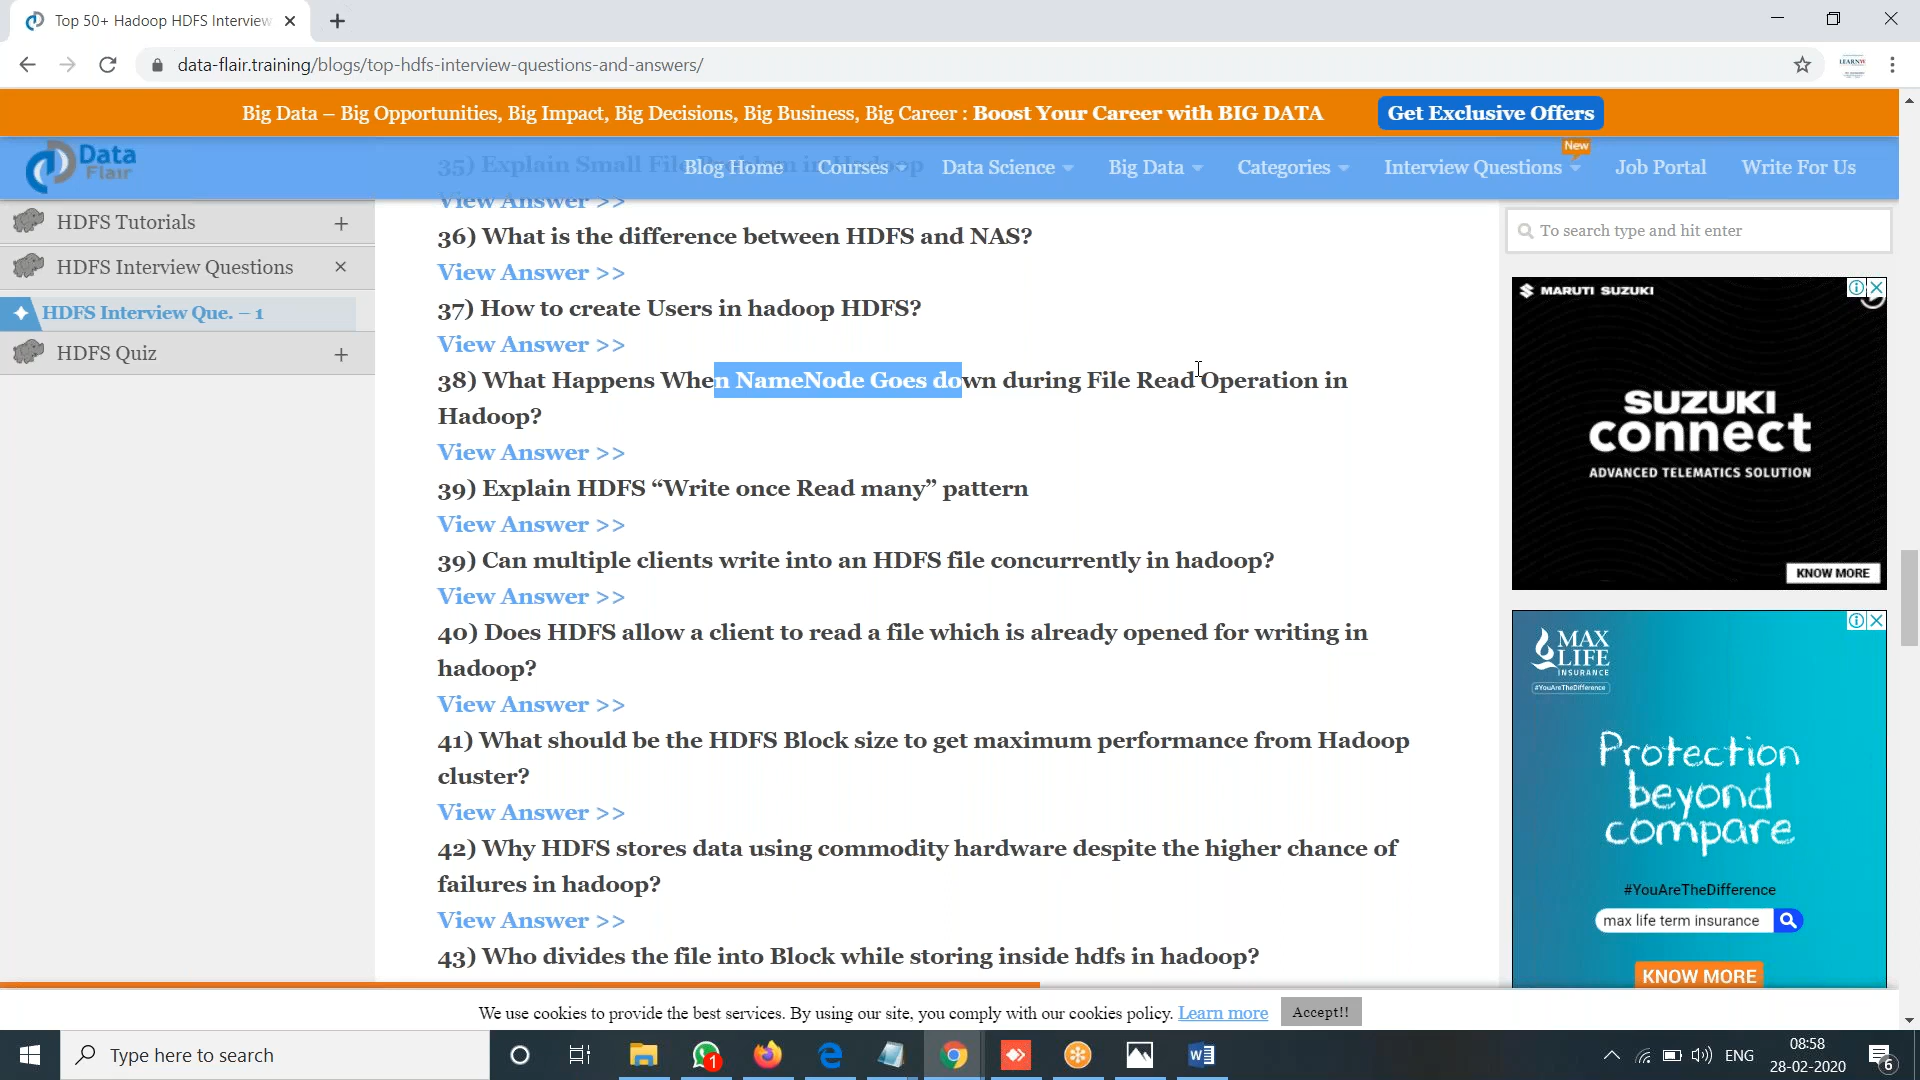 Top 50+ Hadoop HDFS Interview
data-flair.training/blogs/top-hdfs-interview-questions-and-answers/
LEARN
Big Data – Big Opportunities, Big Impact, Big Decisions, Big Business, Big Career : Boost Your Career with BIG DATA
Get Exclusive Offers
Data
Flair
Blog Home
Courses
Data Science
Big Data
Categories
Interview Questions
New
Job Portal
Write For Us
HDFS Tutorials
HDFS Interview Questions
HDFS Interview Que. – 1
HDFS Quiz
35) Explain Small File Problem in Hadoop
View Answer >>
36) What is the difference between HDFS and NAS?
View Answer >>
37) How to create Users in hadoop HDFS?
View Answer >>
38) What Happens When NameNode Goes down during File Read Operation in
Hadoop?
View Answer >>
39) Explain HDFS “Write once Read many” pattern
View Answer >>
39) Can multiple clients write into an HDFS file concurrently in hadoop?
View Answer >>
40) Does HDFS allow a client to read a file which is already opened for writing in
hadoop?
View Answer >>
41) What should be the HDFS Block size to get maximum performance from Hadoop
cluster?
View Answer >>
42) Why HDFS stores data using commodity hardware despite the higher chance of
failures in hadoop?
View Answer >>
43) Who divides the file into Block while storing inside hdfs in hadoop?
To search type and hit enter
MARUTI SUZUKI
SUZUKI
connect
ADVANCED TELEMATICS SOLUTION
KNOW MORE
MAX
LIFE
INSURANCE
#YouAreTheDifference
Protection
beyond
compare
#YouAreTheDifference
max life term insurance
KNOW MORE
We use cookies to provide the best services. By using our site, you comply with our cookies policy. Learn more
Accept!!
Type here to search
1
ENG
08:58
28-02-2020
6